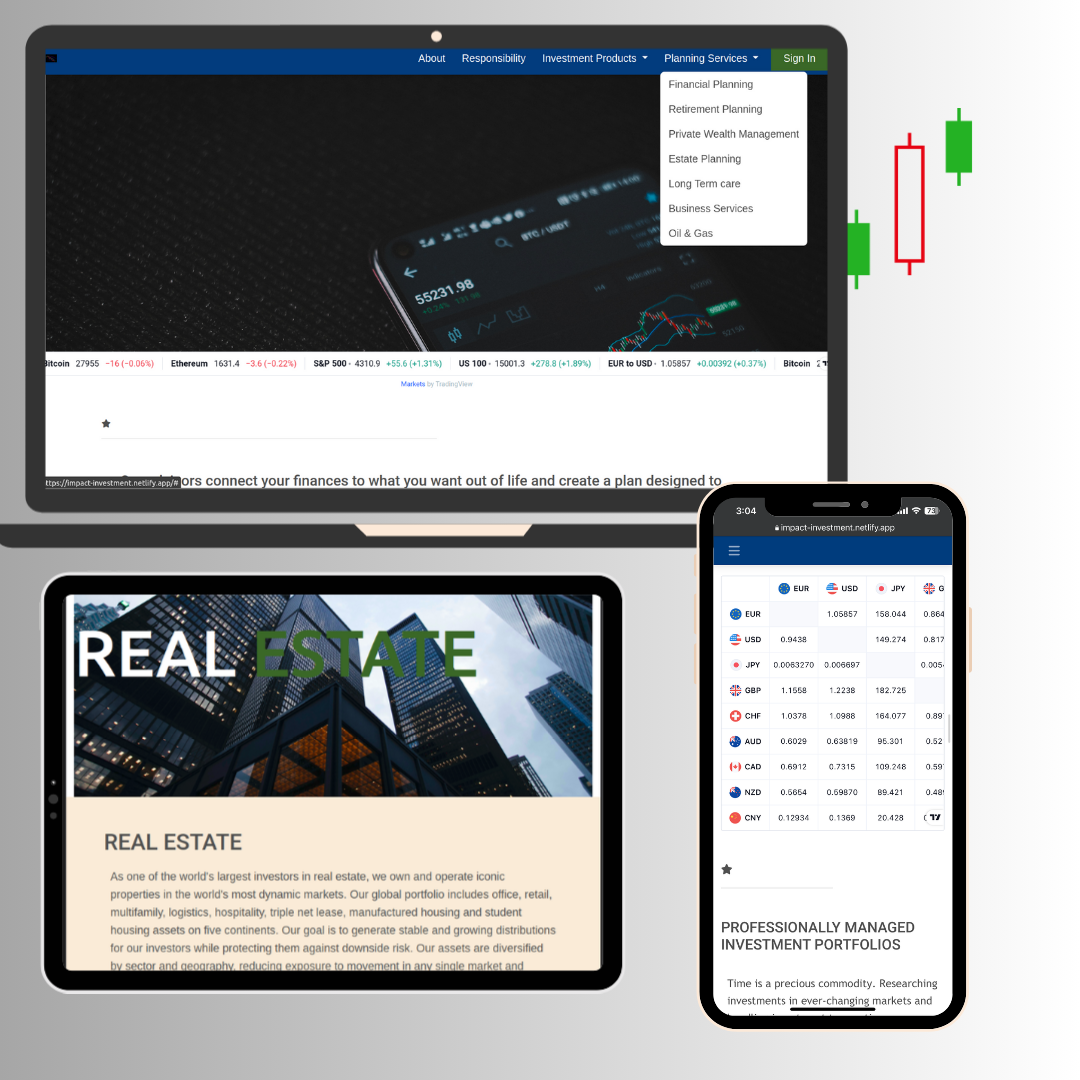 About Responsibility Investment Products Planning Services Sign In
Financial Planning
Retirement Planning
Private Wealth Management
Estate Planning
Long Term care
Business Services
Oil & Gas
BTC / USDT
55231.98
H4 Indicators
Bitcoin 27955 −16 (−0.06%) Ethereum 1631.4 −3.6 (−0.22%) S&P 500 4310.9 +55.6 (+1.31%) US 100 15001.3 +278.8 (+1.89%) EUR to USD 1.05857 +0.00392 (+0.37%) Bitcoin
Markets by TradingView
ors connect your finances to what you want out of life and create a plan designed to
ttps://impact-investment.netlify.app/#
REAL ESTATE
REAL ESTATE
As one of the world's largest investors in real estate, we own and operate iconic
properties in the world's most dynamic markets. Our global portfolio includes office, retail,
multifamily, logistics, hospitality, triple net lease, manufactured housing and student
housing assets on five continents. Our goal is to generate stable and growing distributions
for our investors while protecting them against downside risk. Our assets are diversified
by sector and geography, reducing exposure to movement in any single market and
3:04 73
impact-investment.netlify.app
EUR USD JPY G
EUR 1.05857 158.044 0.864
USD 0.9438 149.274 0.817
JPY 0.0063270 0.006697 0.005
GBP 1.1558 1.2238 182.725
CHF 1.0378 1.0988 164.077 0.89
AUD 0.6029 0.63819 95.301 0.52
CAD 0.6912 0.7315 109.248 0.59
NZD 0.5654 0.59870 89.421 0.48
CNY 0.12934 0.1369 20.428
PROFESSIONALLY MANAGED
INVESTMENT PORTFOLIOS
Time is a precious commodity. Researching
investments in ever-changing markets and